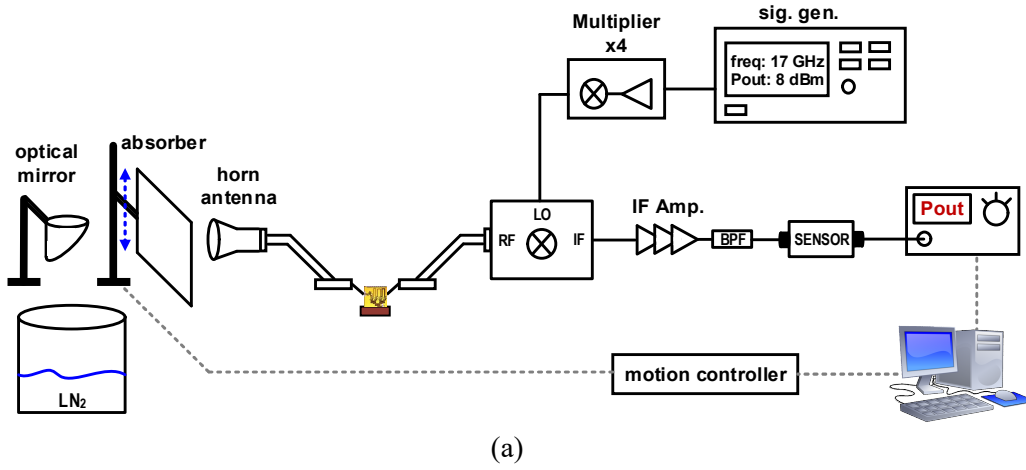 Multiplier
x4
sig. gen.
freq: 17 GHz
Pout: 8 dBm
optical
mirror
absorber
horn
antenna
LO
RF
IF
IF Amp.
BPF
SENSOR
Pout
LN₂
motion controller
(a)